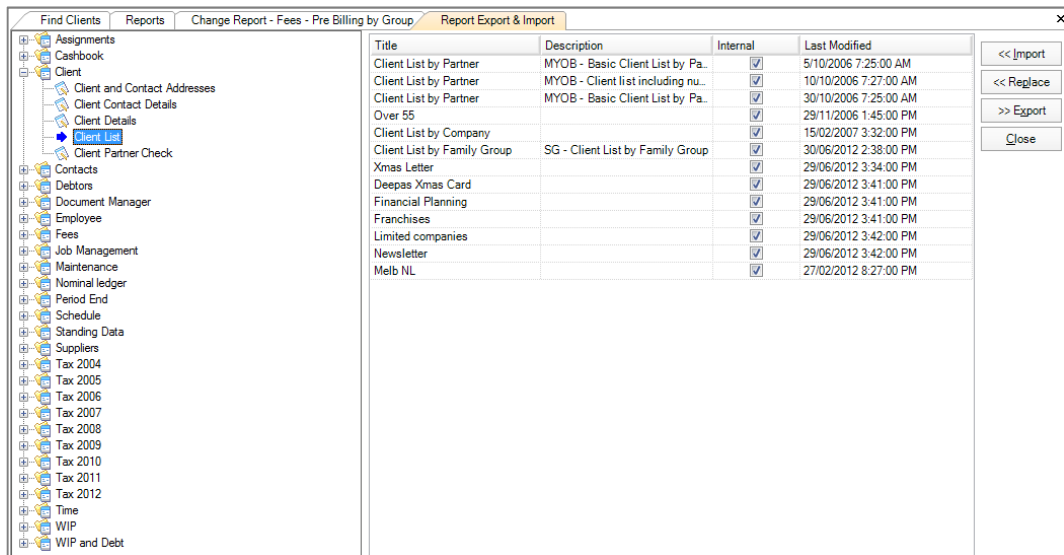 Find Clients Reports Change Report - Fees - Pre Billing by Group Report Export & Import x
Assignments
Cashbook
Client
Client and Contact Addresses
Client Contact Details
Client Details
Client List
Client Partner Check
Contacts
Debtors
Document Manager
Employee
Fees
Job Management
Maintenance
Nominal ledger
Period End
Schedule
Standing Data
Suppliers
Tax 2004
Tax 2005
Tax 2006
Tax 2007
Tax 2008
Tax 2009
Tax 2010
Tax 2011
Tax 2012
Time
WIP
WIP and Debt
Title Description Internal Last Modified
Client List by Partner MYOB - Basic Client List by Pa.. 5/10/2006 7:25:00 AM
Client List by Partner MYOB - Client list including nu... 10/10/2006 7:27:00 AM
Client List by Partner MYOB - Basic Client List by Pa.. 30/10/2006 7:25:00 AM
Over 55 29/11/2006 1:45:00 PM
Client List by Company 15/02/2007 3:32:00 PM
Client List by Family Group SG - Client List by Family Group 30/06/2012 2:38:00 PM
Xmas Letter 29/06/2012 3:34:00 PM
Deepas Xmas Card 29/06/2012 3:41:00 PM
Financial Planning 29/06/2012 3:41:00 PM
Franchises 29/06/2012 3:41:00 PM
Limited companies 29/06/2012 3:42:00 PM
Newsletter 29/06/2012 3:42:00 PM
Melb NL 27/02/2012 8:27:00 PM
<< Import
<< Replace
>> Export
Close